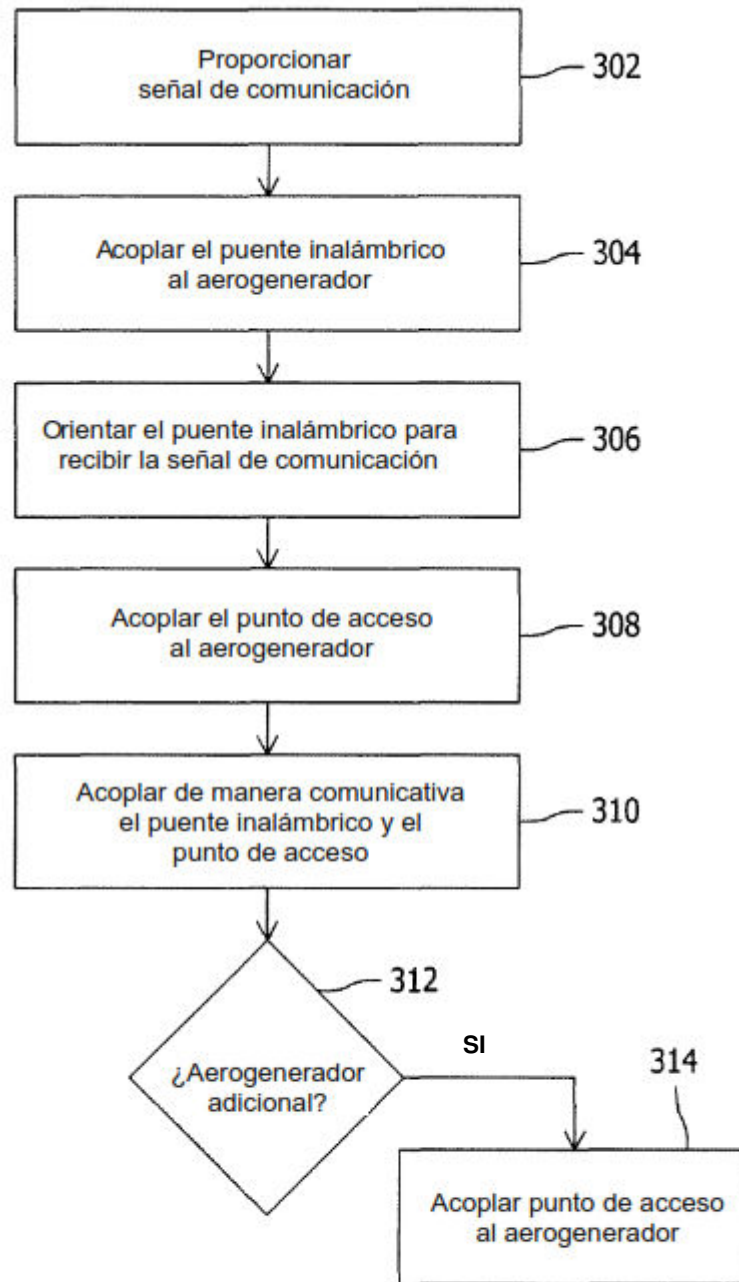 Proporcionar
señal de comunicación
302
Acoplar el puente inalámbrico
al aerogenerador
304
Orientar el puente inalámbrico para
recibir la señal de comunicación
306
Acoplar el punto de acceso
al aerogenerador
308
Acoplar de manera comunicativa
el puente inalámbrico y el
punto de acceso
310
312
¿Aerogenerador
adicional?
SI
314
Acoplar punto de acceso
al aerogenerador